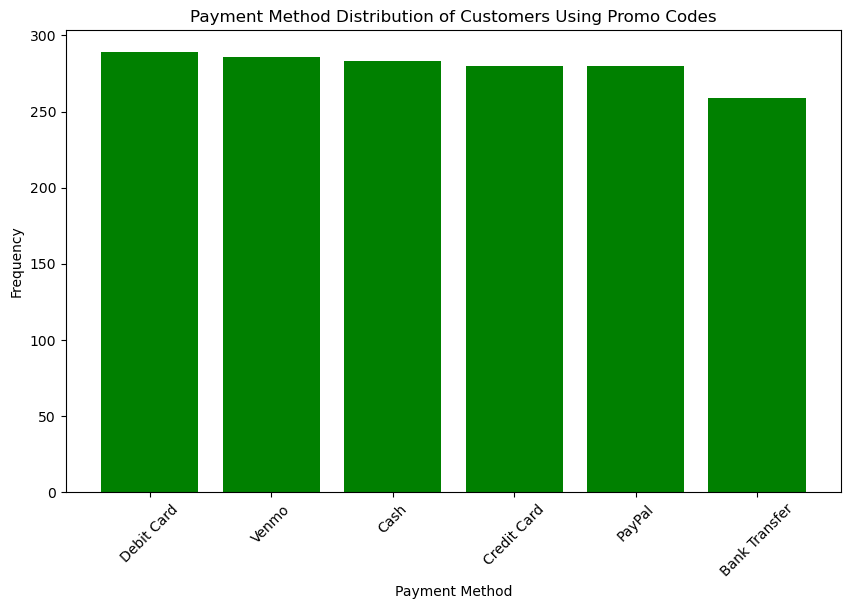 Payment Method Distribution of Customers Using Promo Codes
300
250
200
150
100
50
0
Frequency
Debit Card
Venmo
Cash
Credit Card
PayPal
Bank Transfer
Payment Method